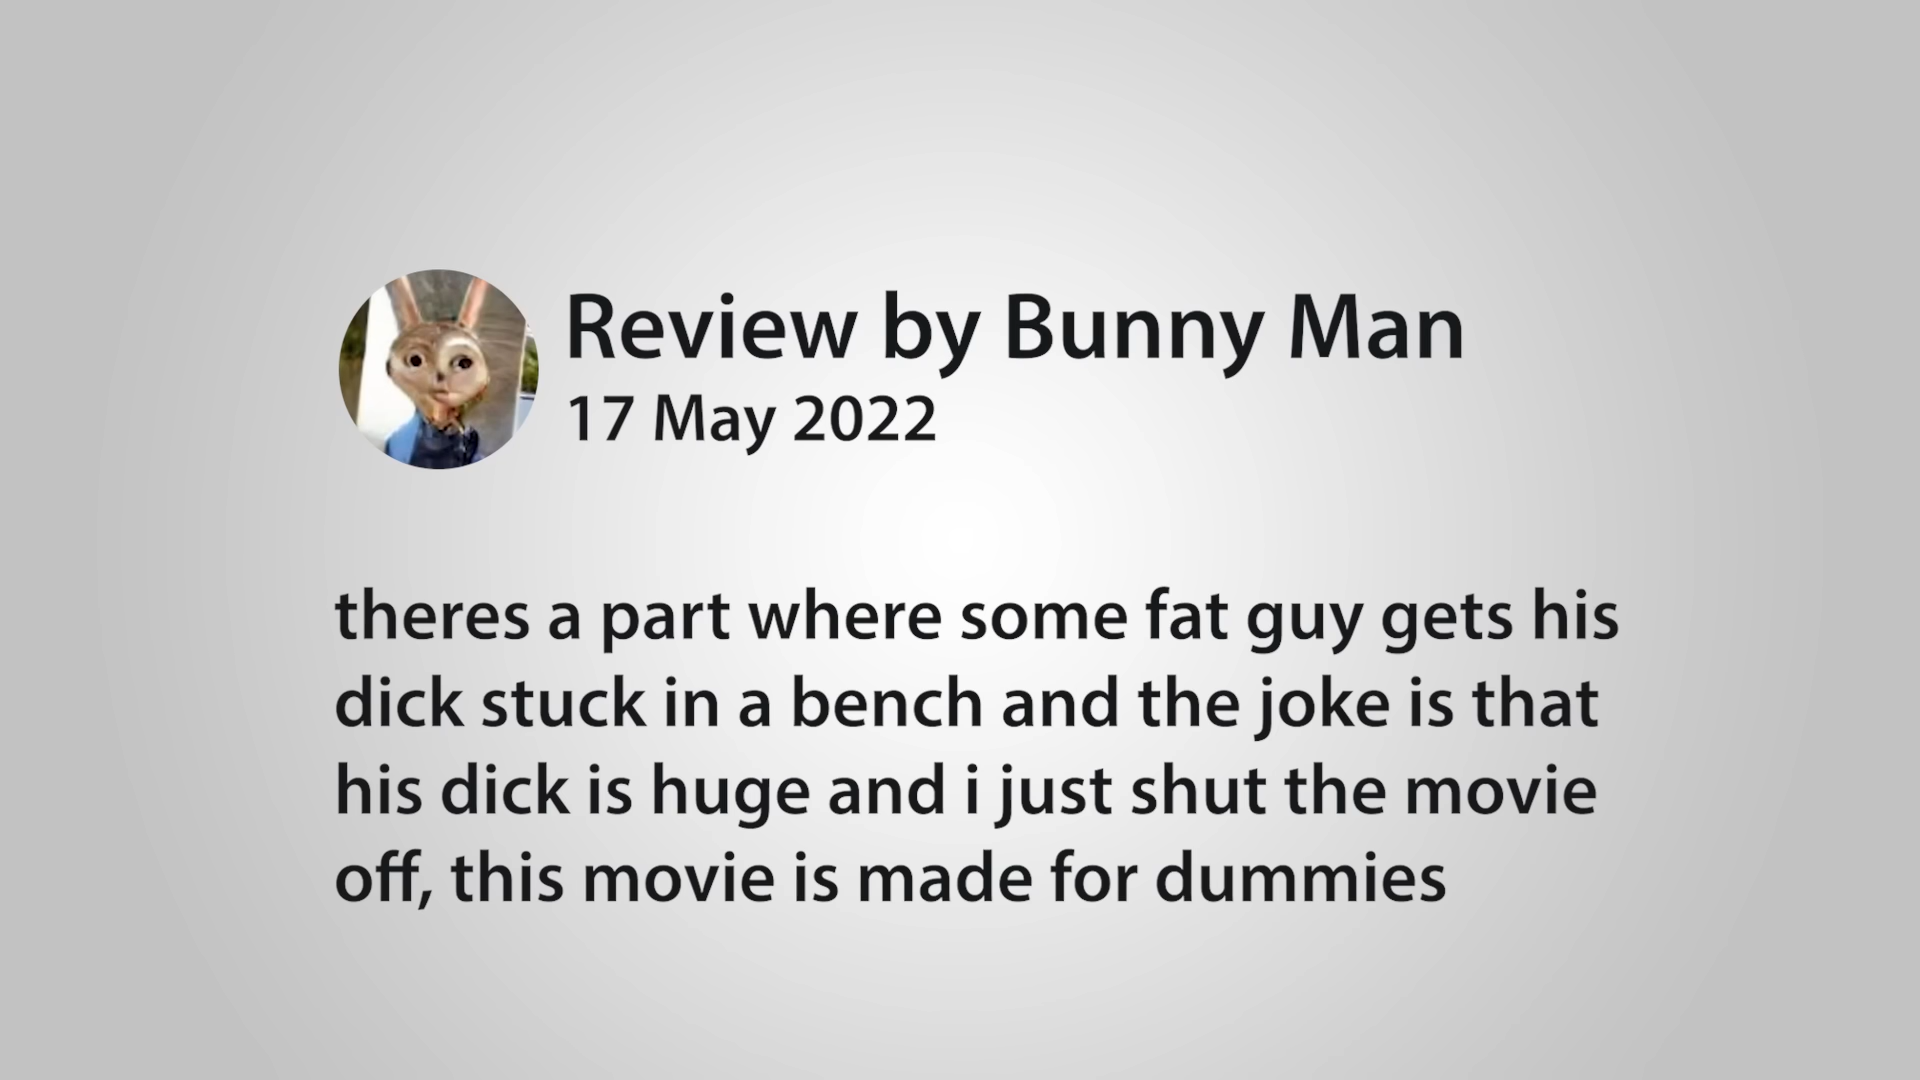 Review by Bunny Man
17 May 2022
theres a part where some fat guy gets his
dick stuck in a bench and the joke is that
his dick is huge and i just shut the movie
off, this movie is made for dummies